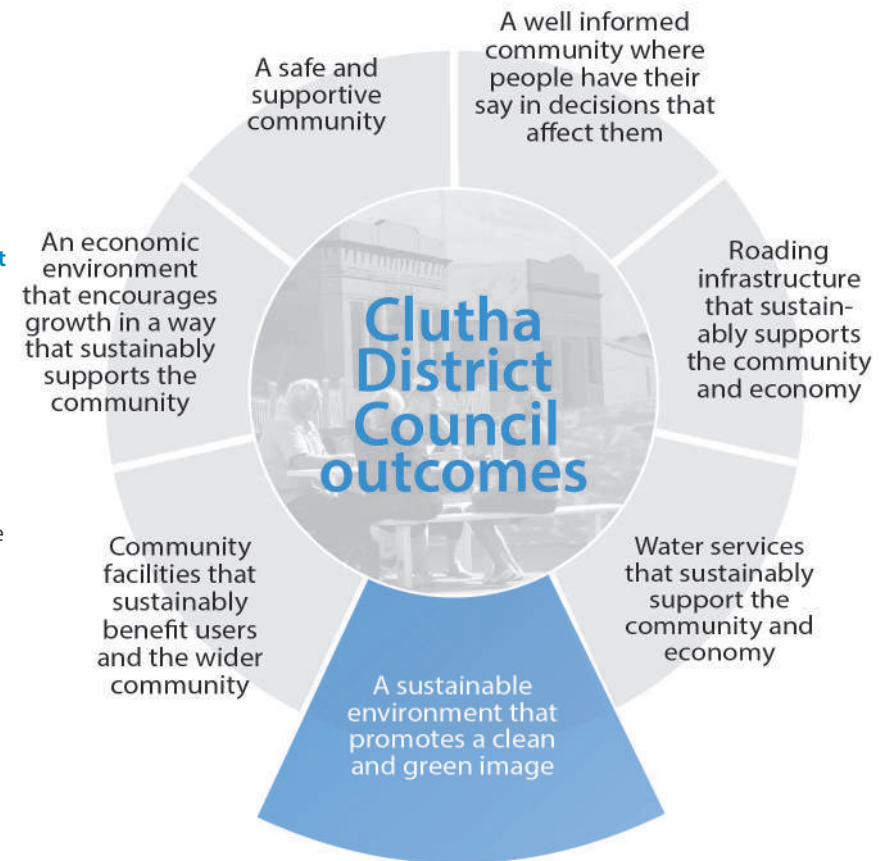 A well informed
community where
people have their
say in decisions that
affect them
Roading
infrastructure
that sustain-
ably supports
the community
and economy
Water services
that sustainably
support the
community and
economy
A sustainable
environment that
promotes a clean
and green image
Community
facilities that
sustainably
benefit users
and the wider
community
An economic
environment
that encourages
growth in a way
that sustainably
supports the
community
A safe and
supportive
community
Clutha
District
Council
outcomes